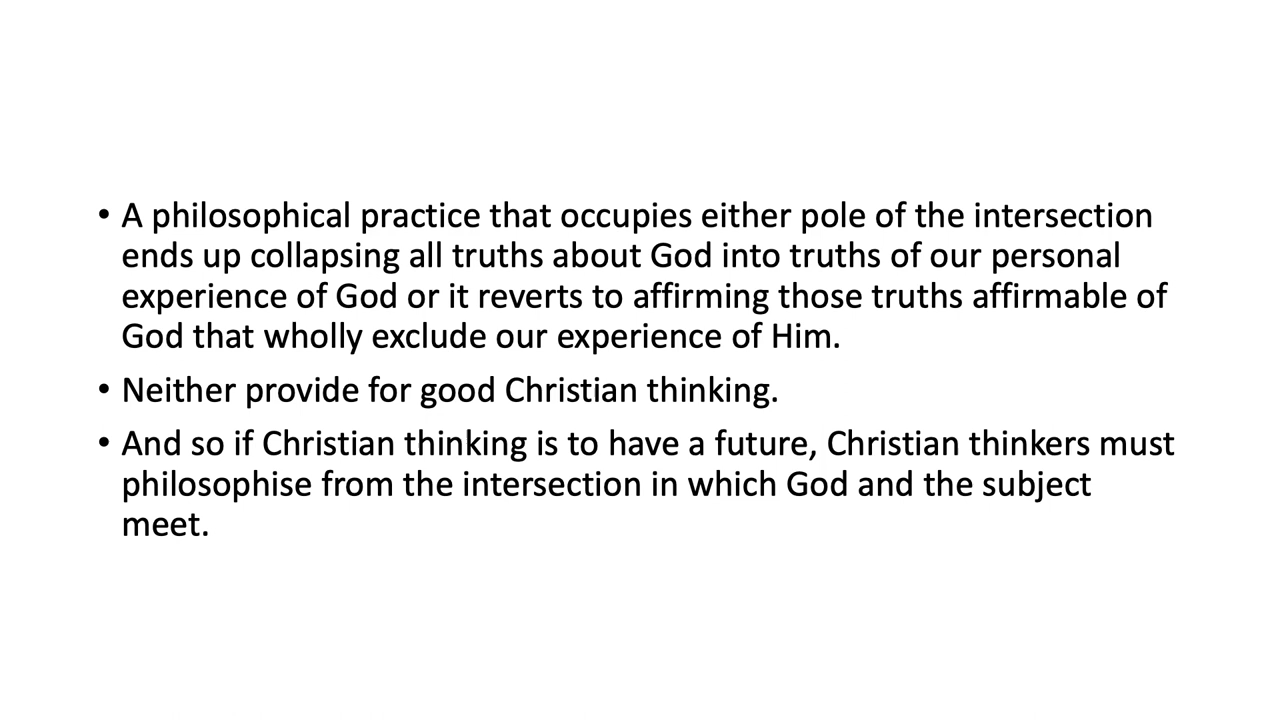 • A philosophical practice that occupies either pole of the intersection
ends up collapsing all truths about God into truths of our personal
experience of God or it reverts to affirming those truths affirmable of
God that wholly exclude our experience of Him.
• Neither provide for good Christian thinking.
• And so if Christian thinking is to have a future, Christian thinkers must
philosophise from the intersection in which God and the subject
meet.